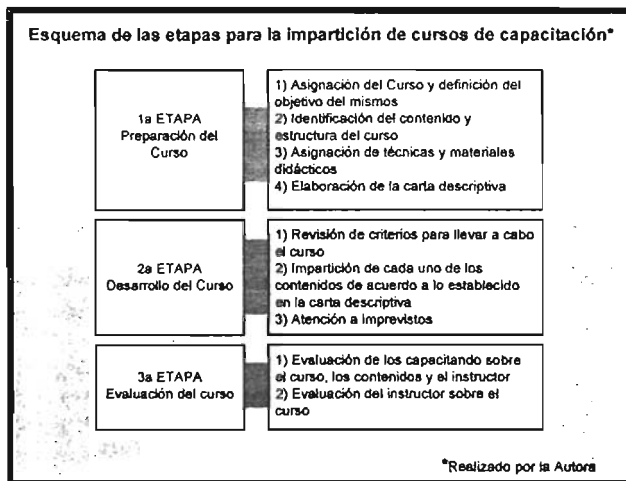 Esquema de las etapas para la impartición de cursos de capacitación*
1a ETAPA
Preparación del
Curso
1) Asignación del Curso y definición del
objetivo del mismos
2) Identificación del contenido y
estructura del curso
3) Asignación de técnicas y materiales
didácticos
4) Elaboración de la carta descriptiva
2a ETAPA
Desarrollo del Curso
1) Revisión de criterios para llevar a cabo
el curso
2) Impartición de cada uno de los
contenidos de acuerdo a lo establecido
en la carta descriptiva
3) Atención a Imprevistos
3a ETAPA
Evaluación del curso
1) Evaluación de los capacitando sobre
el curso, los contenidos y el instructor
2) Evaluación del instructor sobre el
curso
*Realizado por la Autora